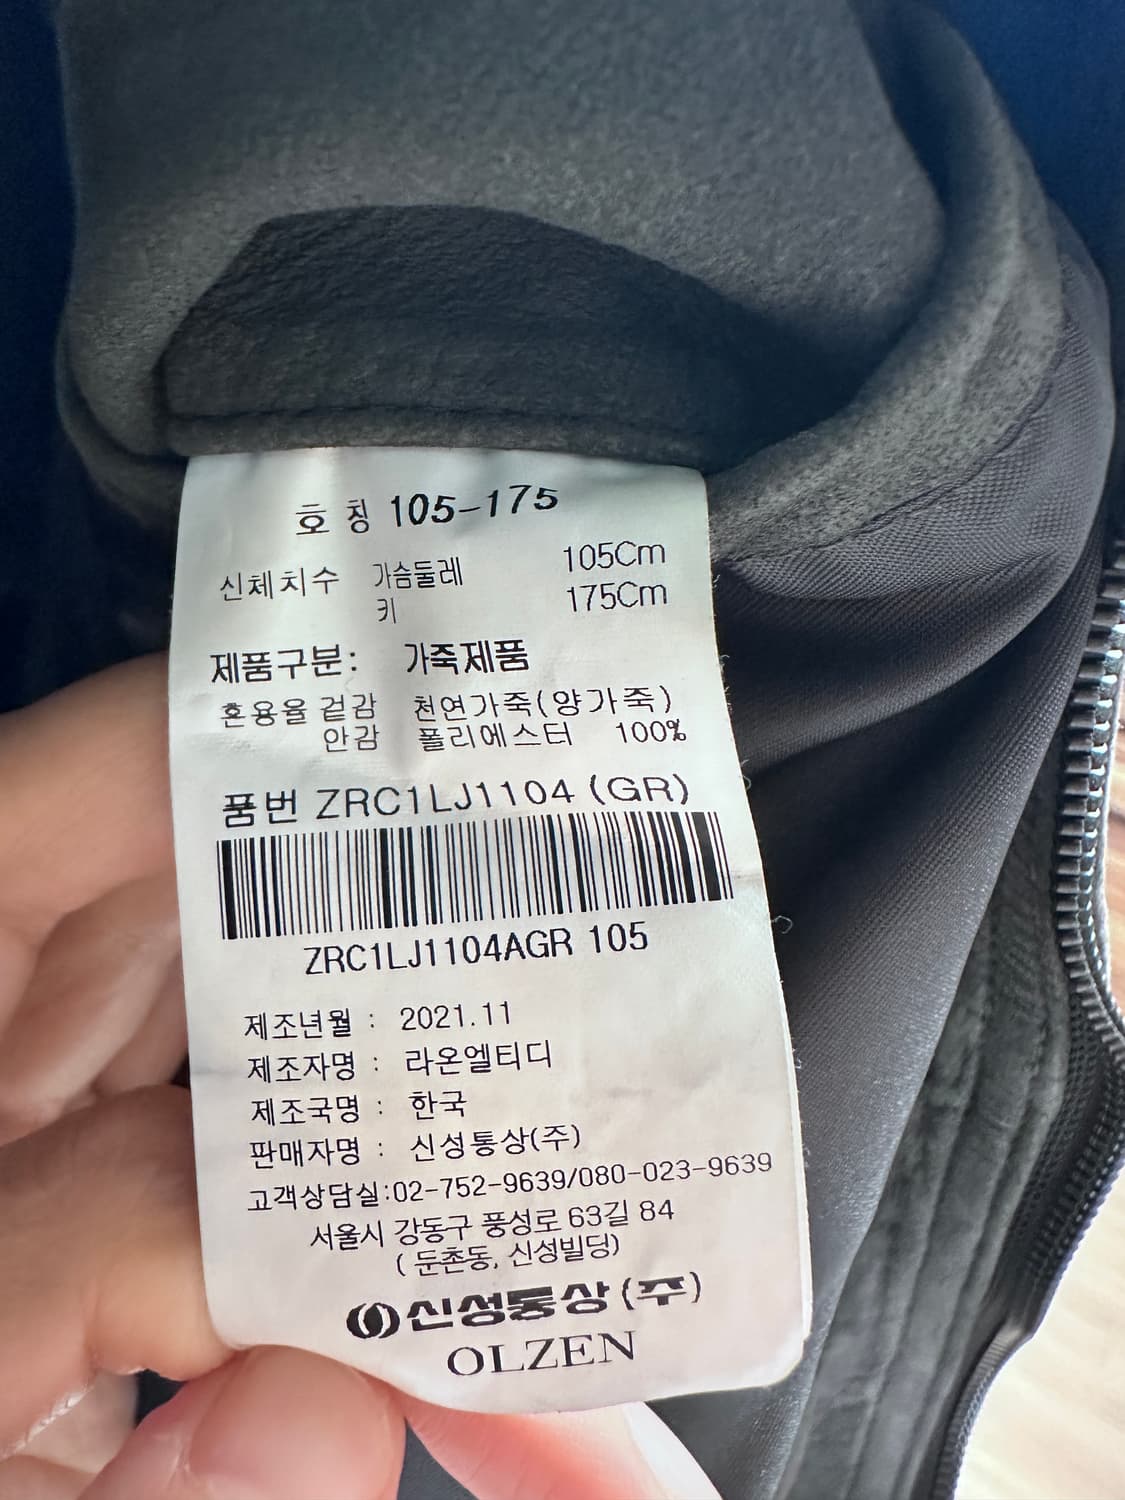 호 칭 105-175
신체치수 가슴둘레 105Cm
키 175Cm
제품구분: 가죽제품
혼용율 겉감 천연가죽(양가죽)
안감 폴리에스터 100%
품번 ZRC1LJ1104 (GR)
ZRC1LJ1104AGR 105
제조년월 : 2021.11
제조자명 : 라온엘티디
제조국명 : 한국
판매자명 : 신성통상(주)
고객상담실:02-752-9639/080-023-9639
서울시 강동구 풍성로 63길 84
( 둔촌동, 신성빌딩)
신성통상(주)
OLZEN